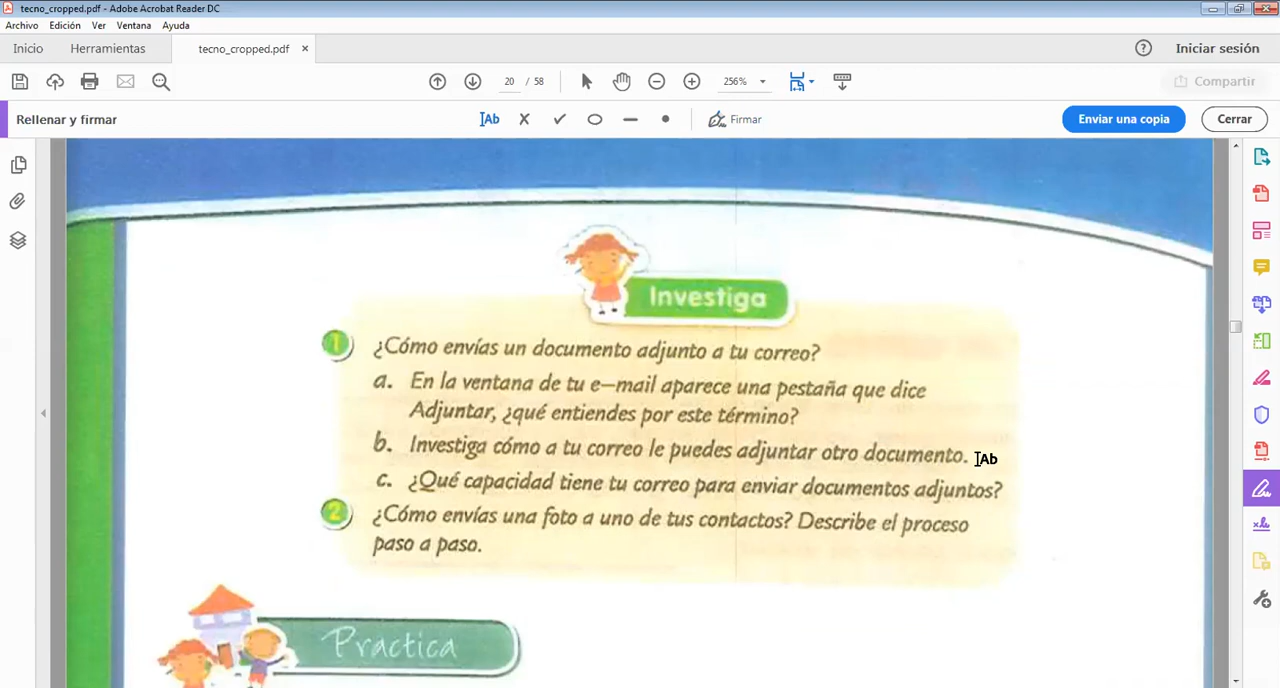 tecno_cropped.pdf - Adobe Acrobat Reader DC
Archivo Edición Ver Ventana Ayuda
Inicio Herramientas tecno_cropped.pdf × Iniciar sesión
20 / 58 256% Compartir
Rellenar y firmar Ab Firmar Enviar una copia Cerrar
Investiga
1 ¿Cómo envías un documento adjunto a tu correo?
a. En la ventana de tu e-mail aparece una pestaña que dice
Adjuntar, ¿qué entiendes por este término?
b. Investiga cómo a tu correo le puedes adjuntar otro documento. Ab
c. ¿Qué capacidad tiene tu correo para enviar documentos adjuntos?
2 ¿Cómo envías una foto a uno de tus contactos? Describe el proceso
paso a paso.
Practica